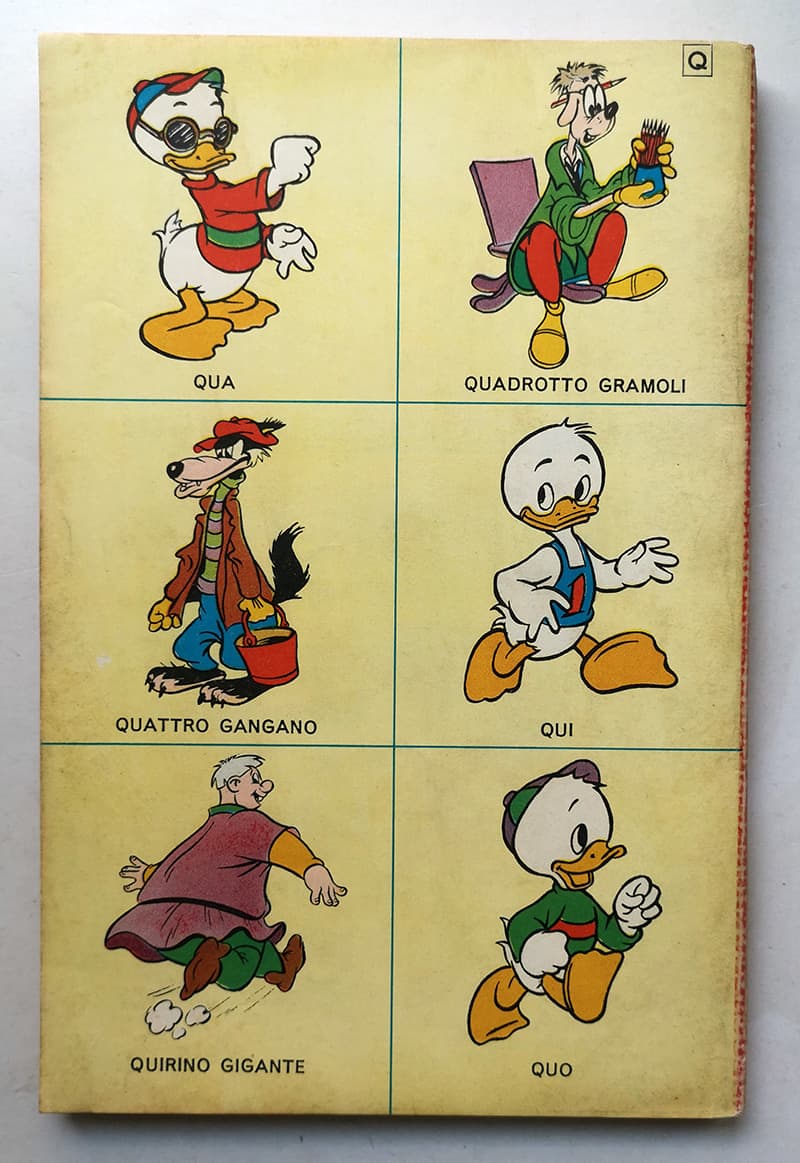 Q
QUA
QUADROTTO GRAMOLI
QUATTRO GANGANO
QUI
QUIRINO GIGANTE
QUO